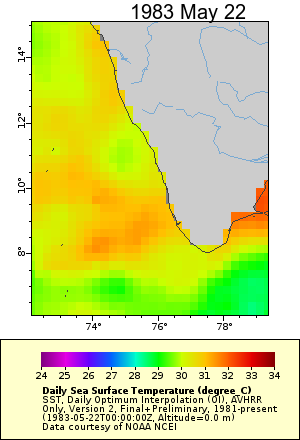 1983 May 22
14°
12°
10°
8°
74° 76° 78°
24 25 26 27 28 29 30 31 32 33 34
Daily Sea Surface Temperature (degree_C)
SST, Daily Optimum Interpolation (OI), AVHRR
Only, Version 2, Final+Preliminary, 1981-present
(1983-05-22T00:00:00Z, Altitude=0.0 m)
Data courtesy of NOAA NCEI